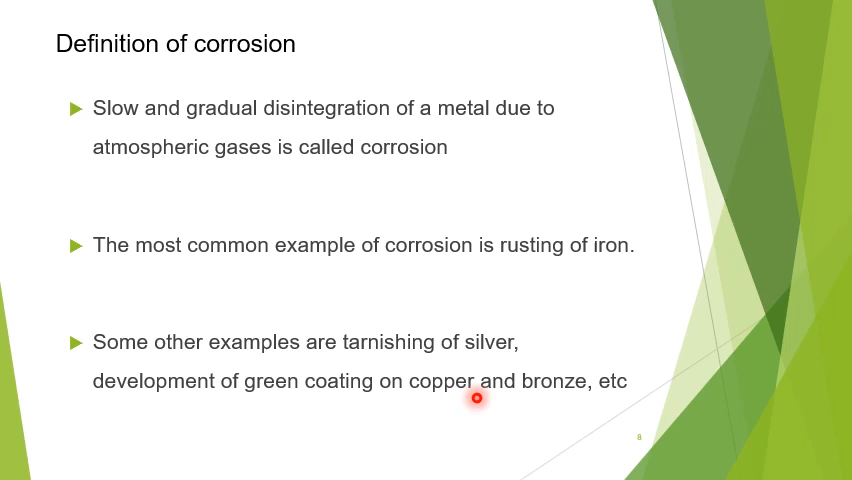 Definition of corrosion
Slow and gradual disintegration of a metal due to
atmospheric gases is called corrosion
The most common example of corrosion is rusting of iron.
Some other examples are tarnishing of silver,
development of green coating on copper and bronze, etc
8